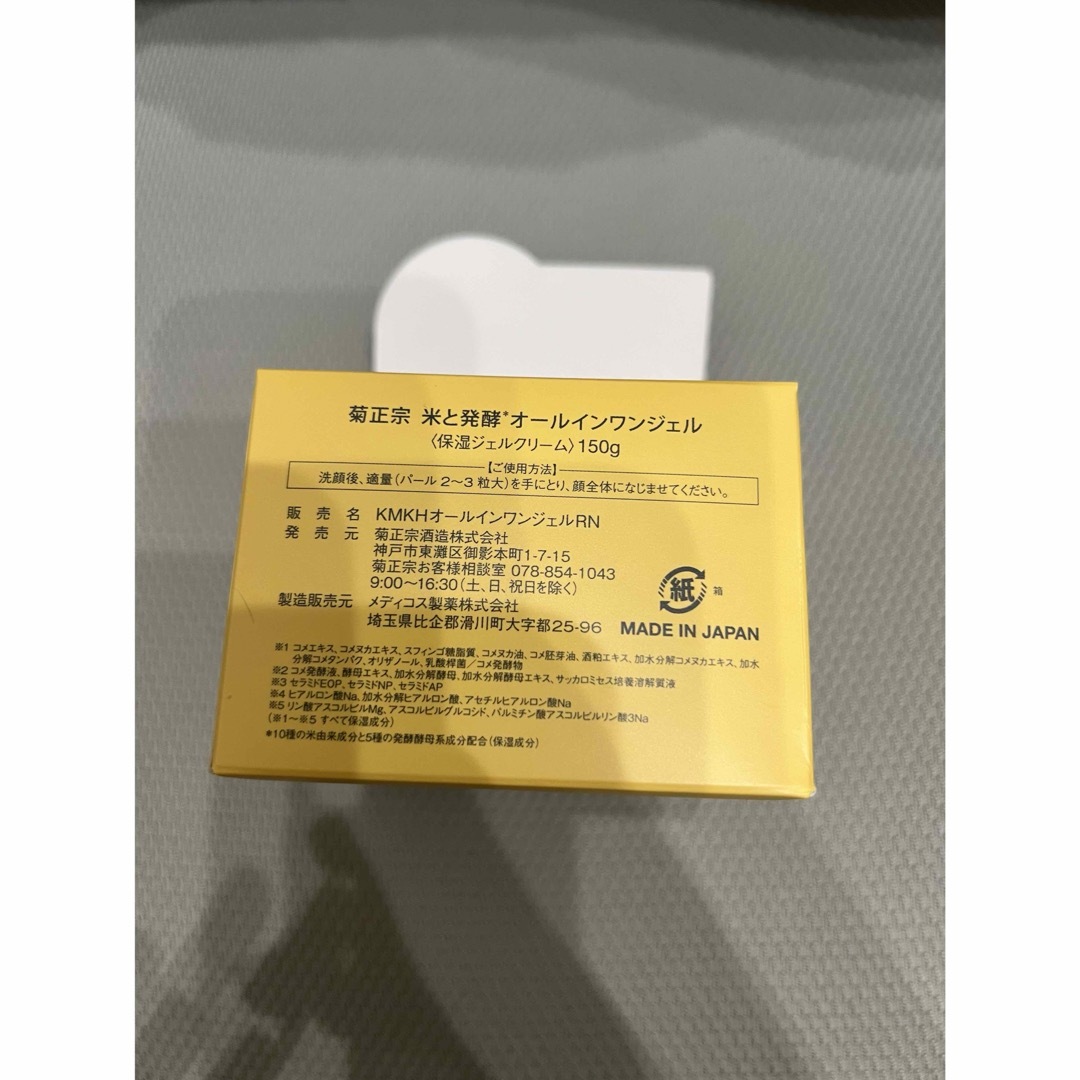 菊正宗 米と発酵*オールインワンジェル
〈保湿ジェルクリーム〉150g
【ご使用方法】
洗顔後、適量（パール 2〜3 粒大）を手にとり、顔全体になじませてください。
販売名 KMKHオールインワンジェルRN
発売元 菊正宗酒造株式会社
神戸市東灘区御影本町1-7-15
菊正宗お客様相談室 078-854-1043
9:00〜16:30（土、日、祝日を除く）
製造販売元 メディコス製薬株式会社
埼玉県比企郡滑川町大字都25-96
紙
箱
MADE IN JAPAN
※1 コメエキス、コメヌカエキス、スフィンゴ糖脂質、コメヌカ油、コメ胚芽油、酒粕エキス、加水分解コメヌカエキス、加水
分解コメタンパク、オリザノール、乳酸桿菌／コメ発酵物
※2 コメ発酵液、酵母エキス、加水分解酵母、加水分解酵母エキス、サッカロミセス培養溶解質液
※3 セラミドEOP、セラミドNP、セラミドAP
※4 ヒアルロン酸Na、加水分解ヒアルロン酸、アセチルヒアルロン酸Na
※5 リン酸アスコルビルMg、アスコルビルグルコシド、パルミチン酸アスコルビルリン酸3Na
（※1〜※5 すべて保湿成分）
*10種の米由来成分と5種の発酵酵母系成分配合（保湿成分）